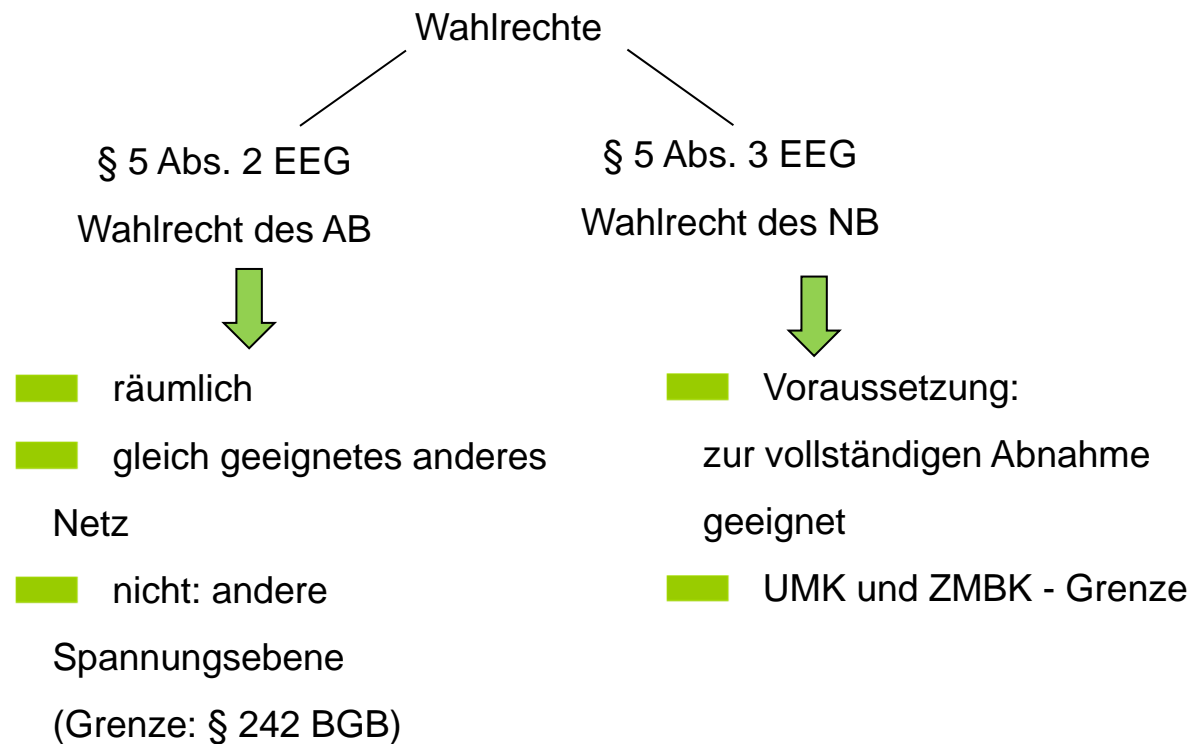 Wahlrechte
§ 5 Abs. 2 EEG
Wahlrecht des AB
räumlich
gleich geeignetes anderes
Netz
nicht: andere
Spannungsebene
(Grenze: § 242 BGB)
§ 5 Abs. 3 EEG
Wahlrecht des NB
Voraussetzung:
zur vollständigen Abnahme
geeignet
UMK und ZMBK - Grenze